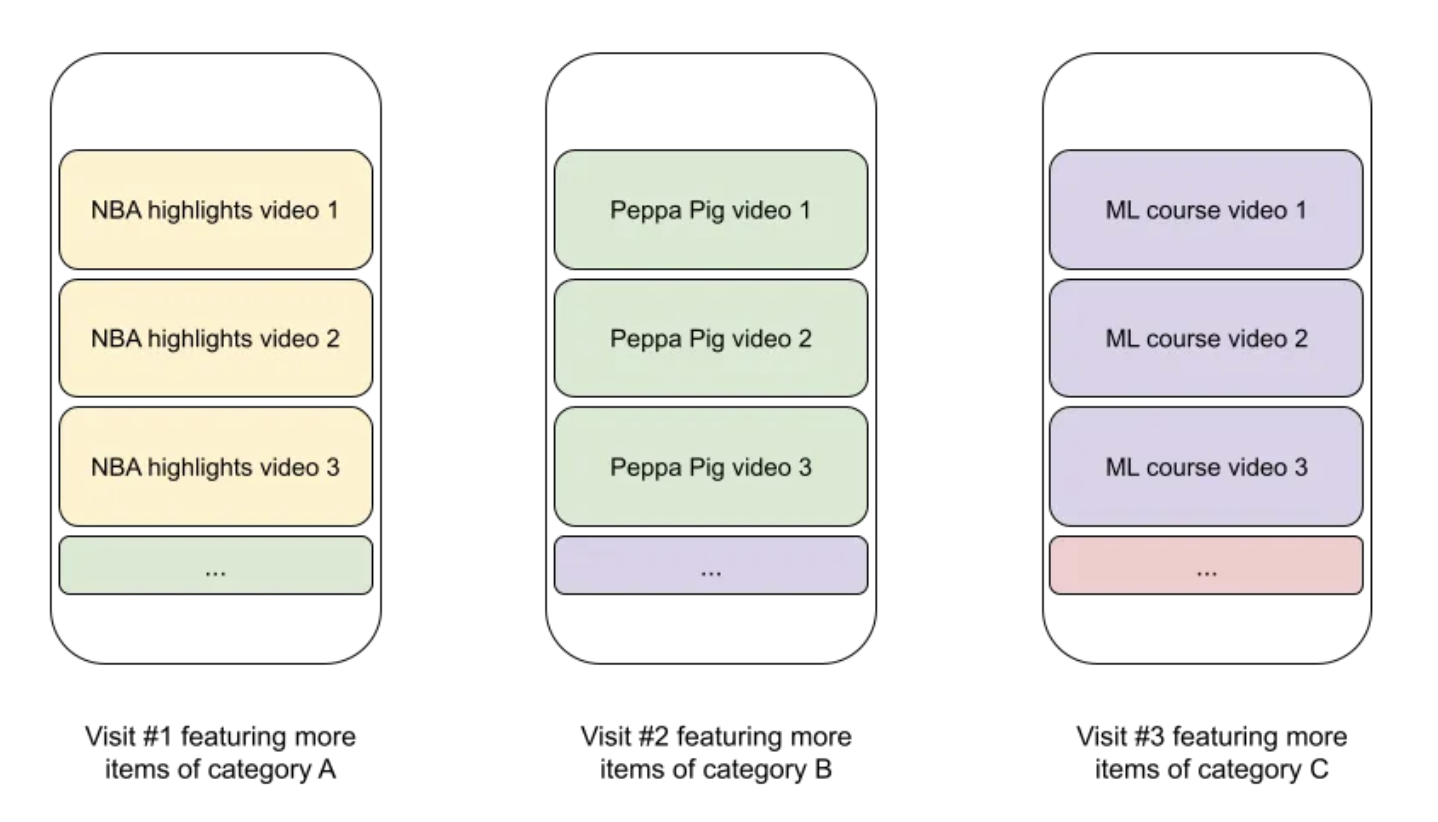 NBA highlights video 1
NBA highlights video 2
NBA highlights video 3
...
Visit #1 featuring more
items of category A
Peppa Pig video 1
Peppa Pig video 2
Peppa Pig video 3
...
Visit #2 featuring more
items of category B
ML course video 1
ML course video 2
ML course video 3
...
Visit #3 featuring more
items of category C